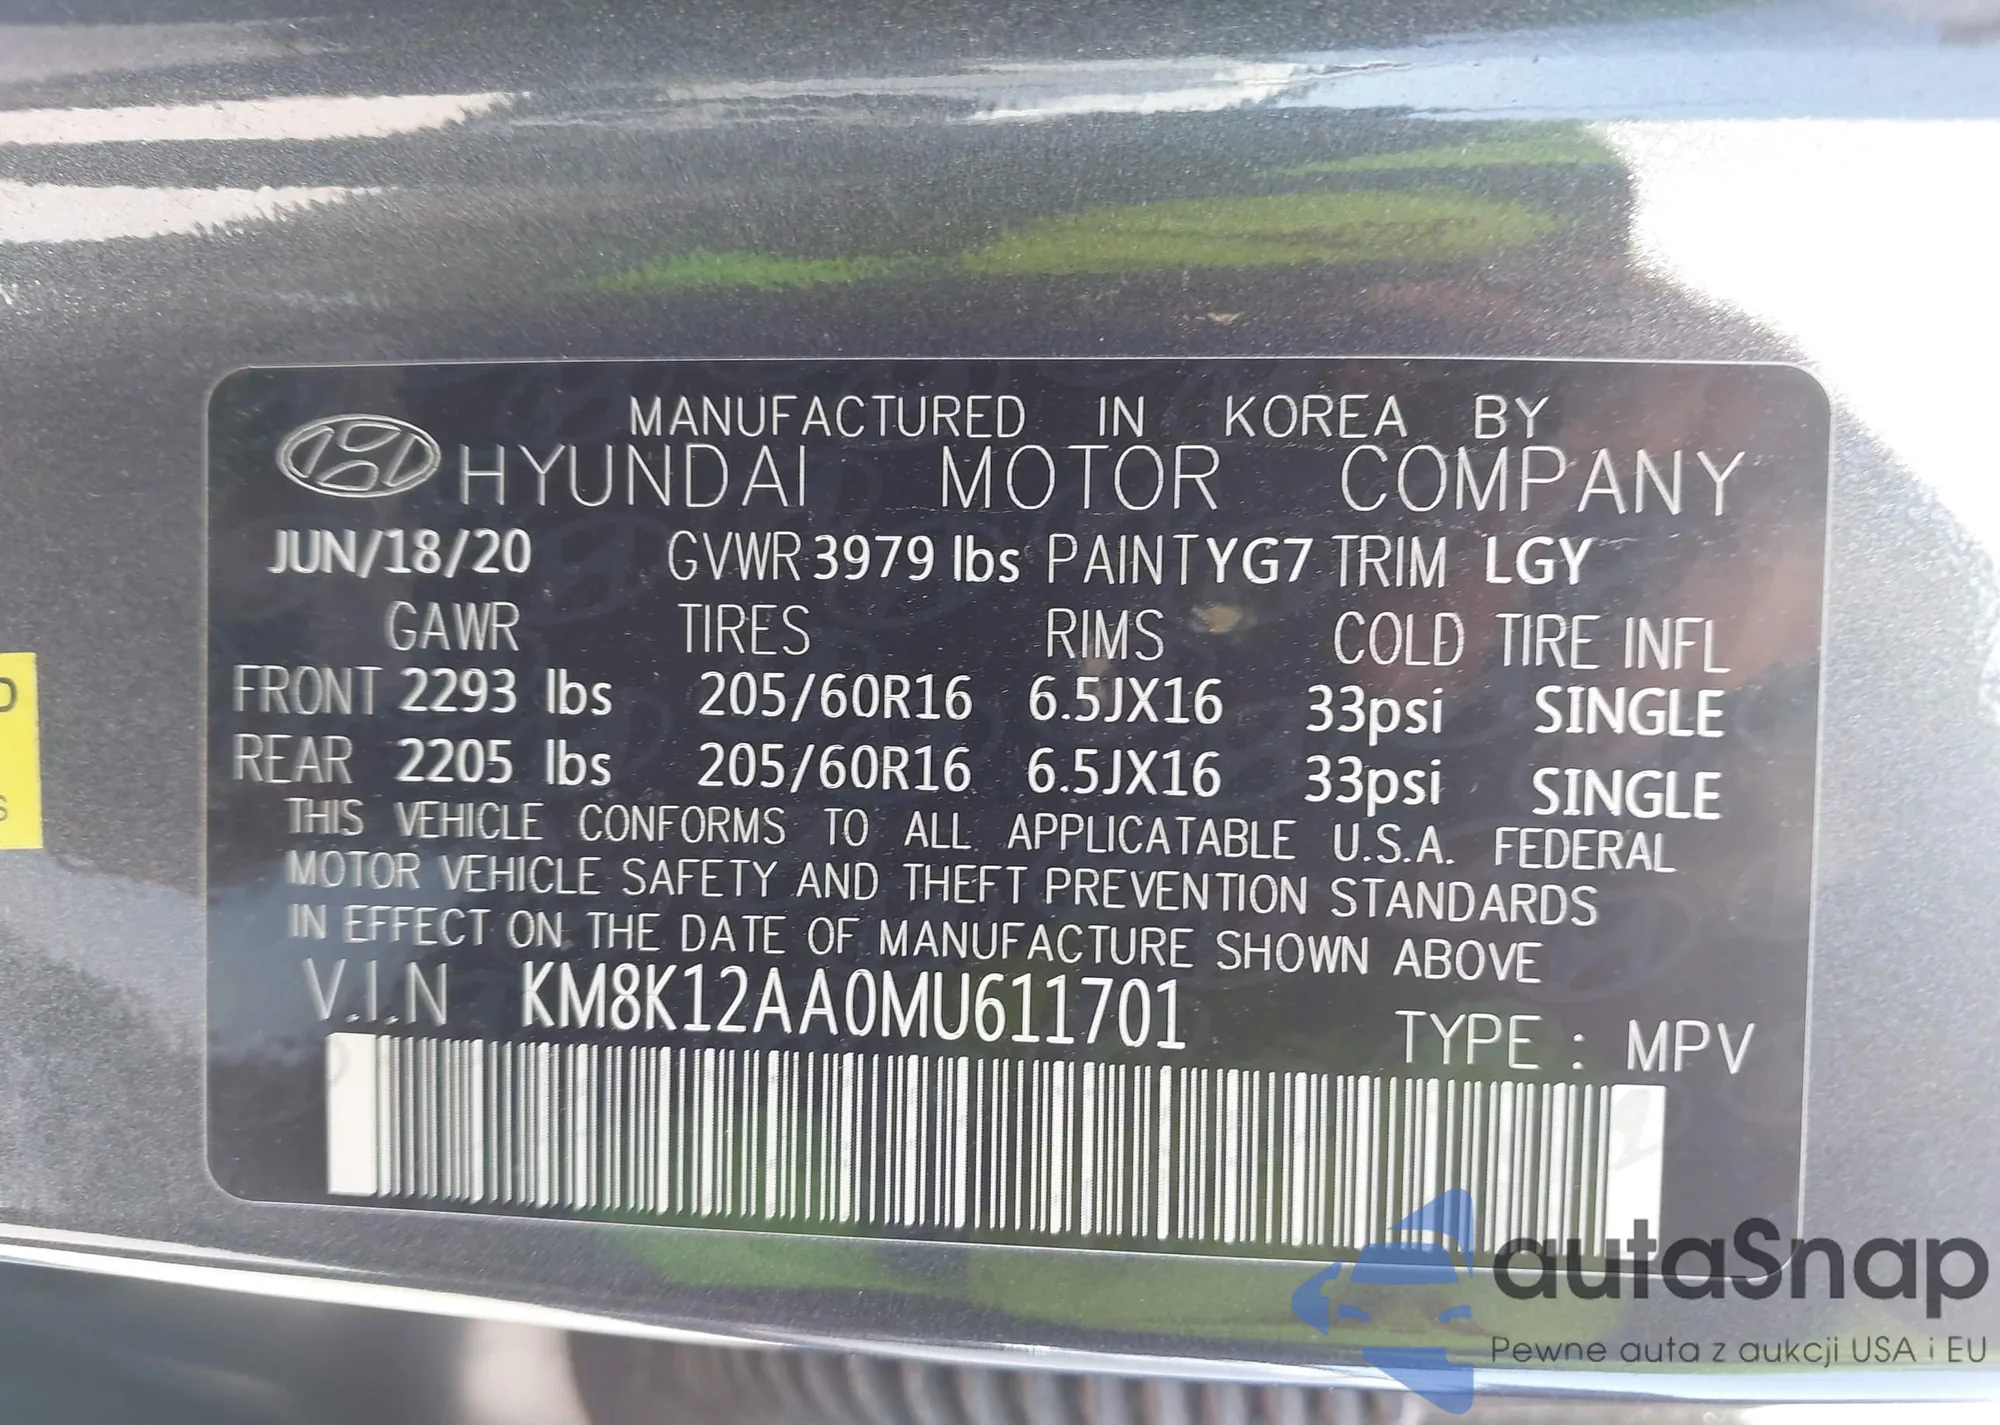 MANUFACTURED IN KOREA BY
HYUNDAI MOTOR COMPANY
JUN/18/20 GVWR 3979 lbs PAINT YG7 TRIM LGY
GAWR TIRES RIMS COLD TIRE INFL
FRONT 2293 lbs 205/60R16 6.5JX16 33psi SINGLE
REAR 2205 lbs 205/60R16 6.5JX16 33psi SINGLE
THIS VEHICLE CONFORMS TO ALL APPLICATABLE U.S.A. FEDERAL
MOTOR VEHICLE SAFETY AND THEFT PREVENTION STANDARDS
IN EFFECT ON THE DATE OF MANUFACTURE SHOWN ABOVE
V.I.N KM8K12AA0MU611701
TYPE : MPV
D
S
autaSnap
Pewne auta z aukcji USA i EU